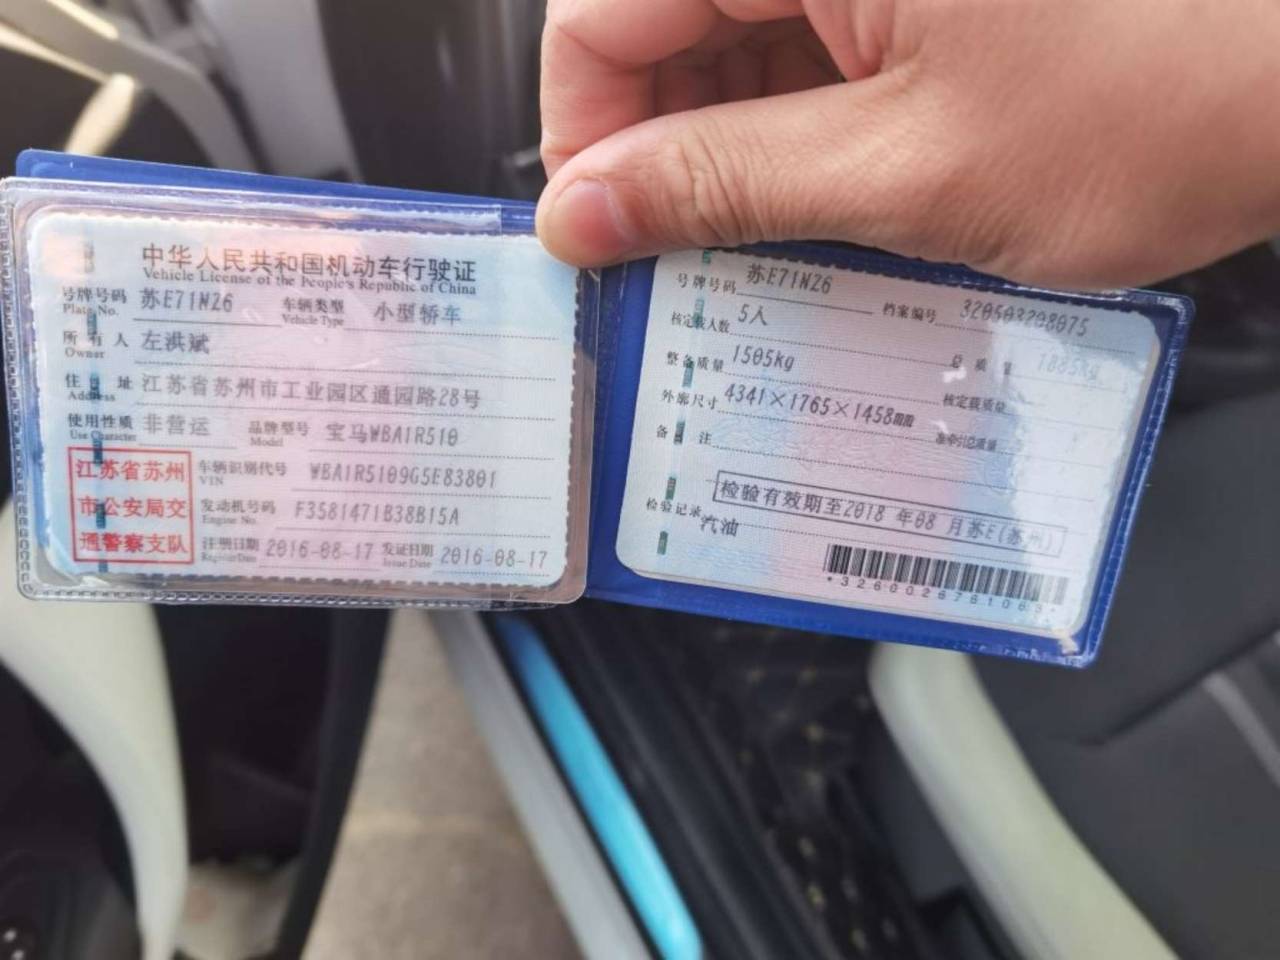 中华人民共和国机动车行驶证
Vehicle License of the People's Republic of China
号牌号码 苏E71N26 车辆类型 小型轿车
Plate No. Vehicle Type
所有人 左洪斌
Owner
住址 江苏省苏州市工业园区通园路28号
Address
使用性质 非营运 品牌型号 宝马WBA1R510
Use Character Model
江苏省苏州
市公安局交
通警察支队
车辆识别代号 WBA1R5109G5E83801
VIN
发动机号码 F3581471B38B15A
Engine No.
注册日期 2016-08-17 发证日期 2016-08-17
Register Date Issue Date
号牌号码 苏E71N26 档案编号 320503298075
核定载人数 5人 总质量 1885kg
整备质量 1505kg 核定载质量
外廓尺寸 4341×1765×1458mm 准牵引总质量
备注
检验有效期至2018 年08 月苏E(苏州)
检验记录 汽油
*3260026761068*